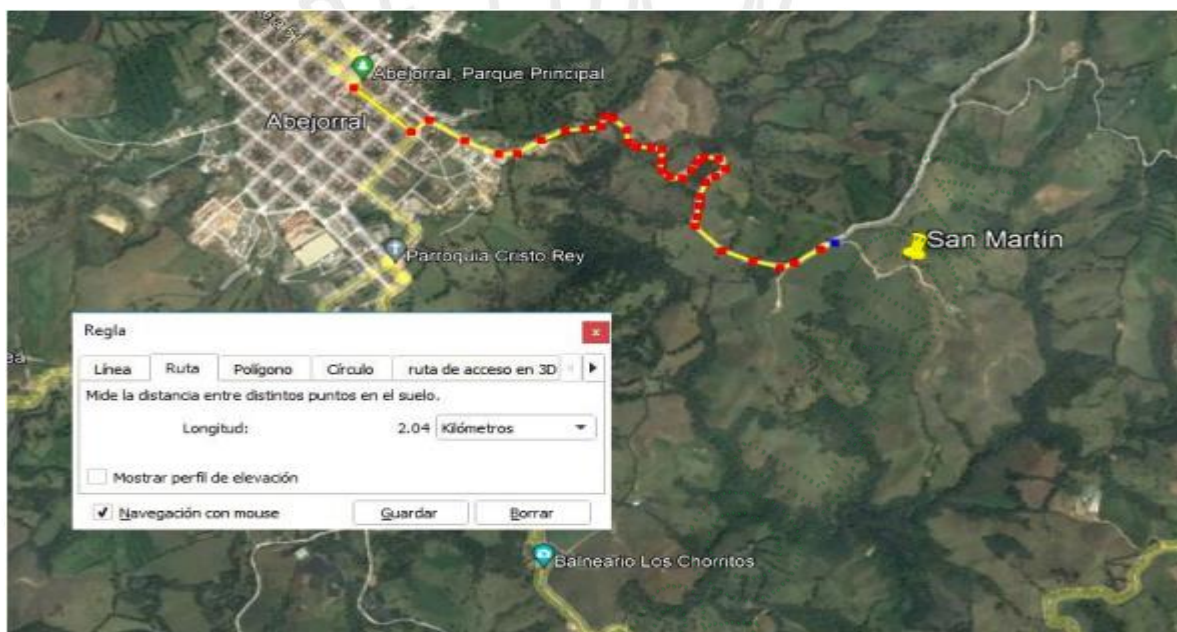 Abejorral, Parque Principal
Abejorral
San Martín
Parroquia Cristo Rey
Regla
Línea Ruta Polígono Círculo ruta de acceso en 3D
Mide la distancia entre distintos puntos en el suelo.
Longitud: 2.04 Kilómetros
Mostrar perfil de elevación
Navegación con mouse Guardar Borrar
Balneario Los Chorritos